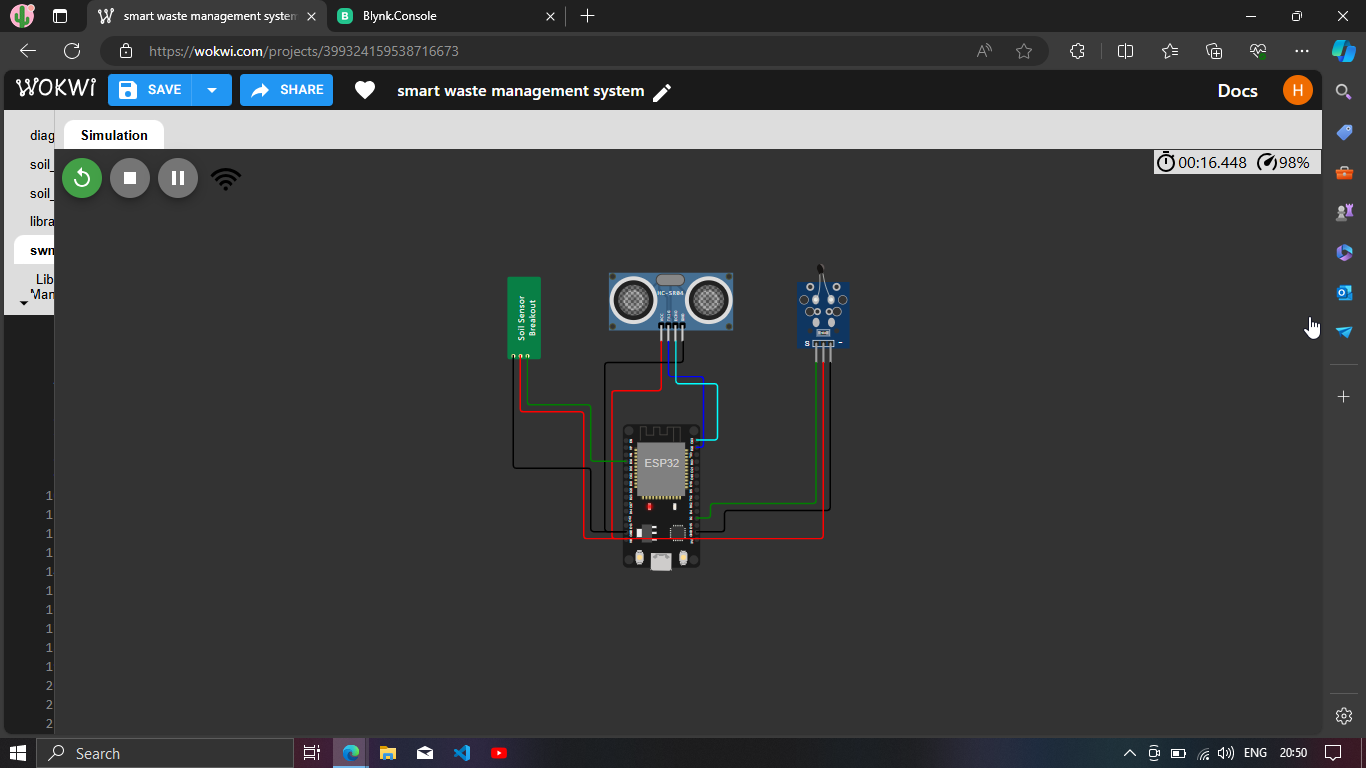 smart waste management system
Blynk.Console
https://wokwi.com/projects/399324159538716673
WOKWI
SAVE
SHARE
smart waste management system
Docs
H
diag
Simulation
soil_
soil_
libra
swm
Lib
Man
00:16.448
98%
Soil Sensor
Breakout
HC-SR04
S
ESP32
1
1
1
1
1
1
1
1
1
1
2
2
2
Search
ENG
20:50